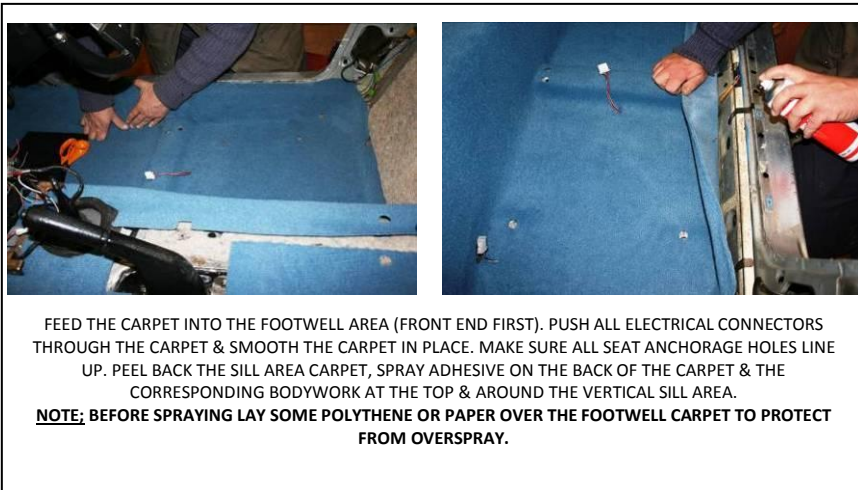 FEED THE CARPET INTO THE FOOTWELL AREA (FRONT END FIRST). PUSH ALL ELECTRICAL CONNECTORS
THROUGH THE CARPET & SMOOTH THE CARPET IN PLACE. MAKE SURE ALL SEAT ANCHORAGE HOLES LINE
UP. PEEL BACK THE SILL AREA CARPET, SPRAY ADHESIVE ON THE BACK OF THE CARPET & THE
CORRESPONDING BODYWORK AT THE TOP & AROUND THE VERTICAL SILL AREA.
NOTE; BEFORE SPRAYING LAY SOME POLYTHENE OR PAPER OVER THE FOOTWELL CARPET TO PROTECT
FROM OVERSPRAY.